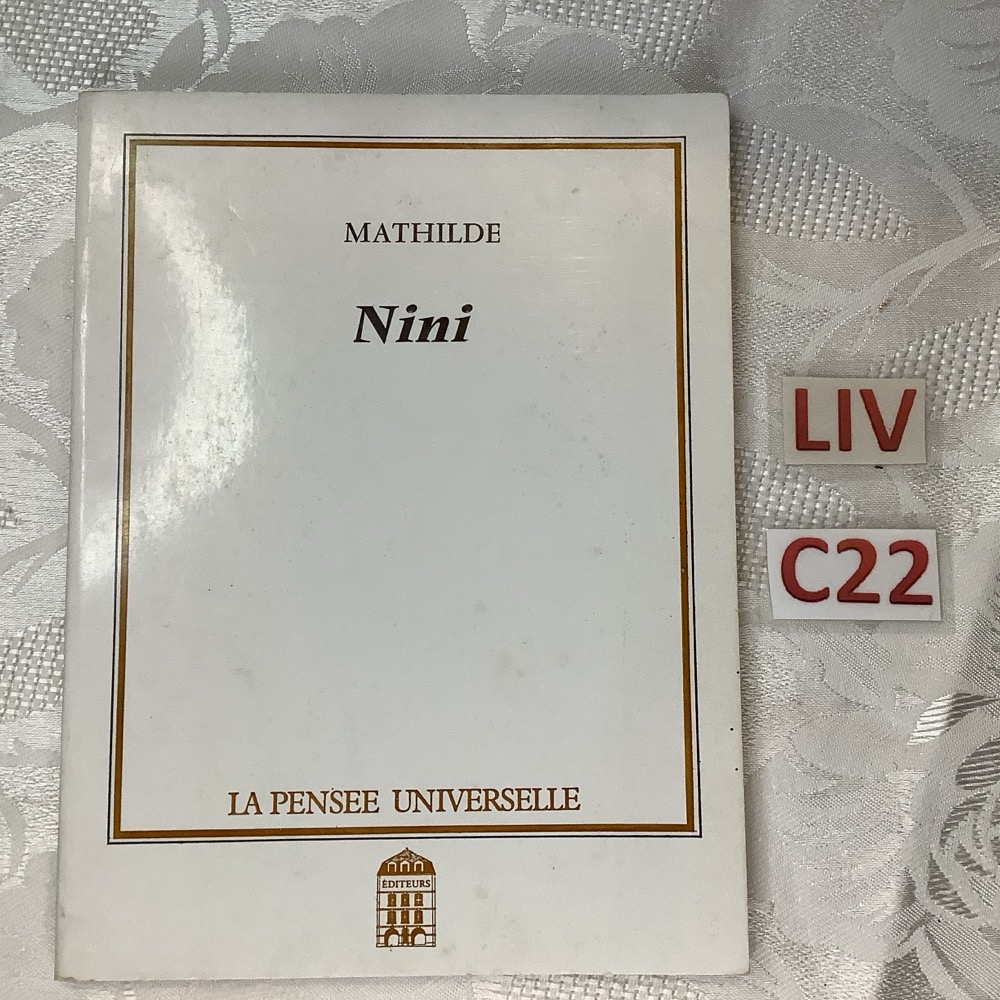 MATHILDE
Nini
LA PENSEE UNIVERSELLE
ÉDITEURS
LIV
C22